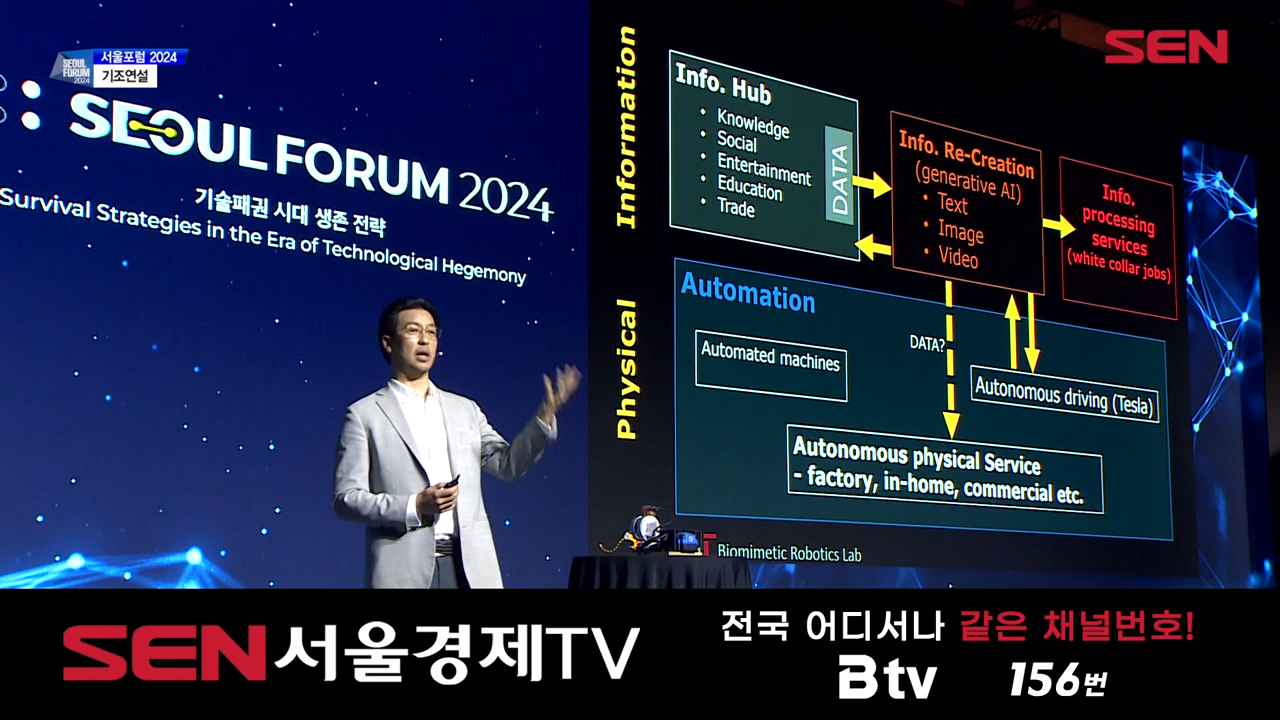 SEOUL FORUM 2024
서울포럼 2024
기조연설
SEN
SEOUL FORUM 2024
기술패권 시대 생존 전략
Survival Strategies in the Era of Technological Hegemony
Information
Info. Hub
• Knowledge
• Social
• Entertainment
• Education
• Trade
DATA
Info. Re-Creation
(generative AI)
• Text
• Image
• Video
Info.
processing
services
(white collar jobs)
Physical
Automation
Automated machines
DATA?
Autonomous driving (Tesla)
Autonomous physical Service
- factory, in-home, commercial etc.
Biomimetic Robotics Lab
SEN서울경제TV
전국 어디서나 같은 채널번호!
B tv 156번